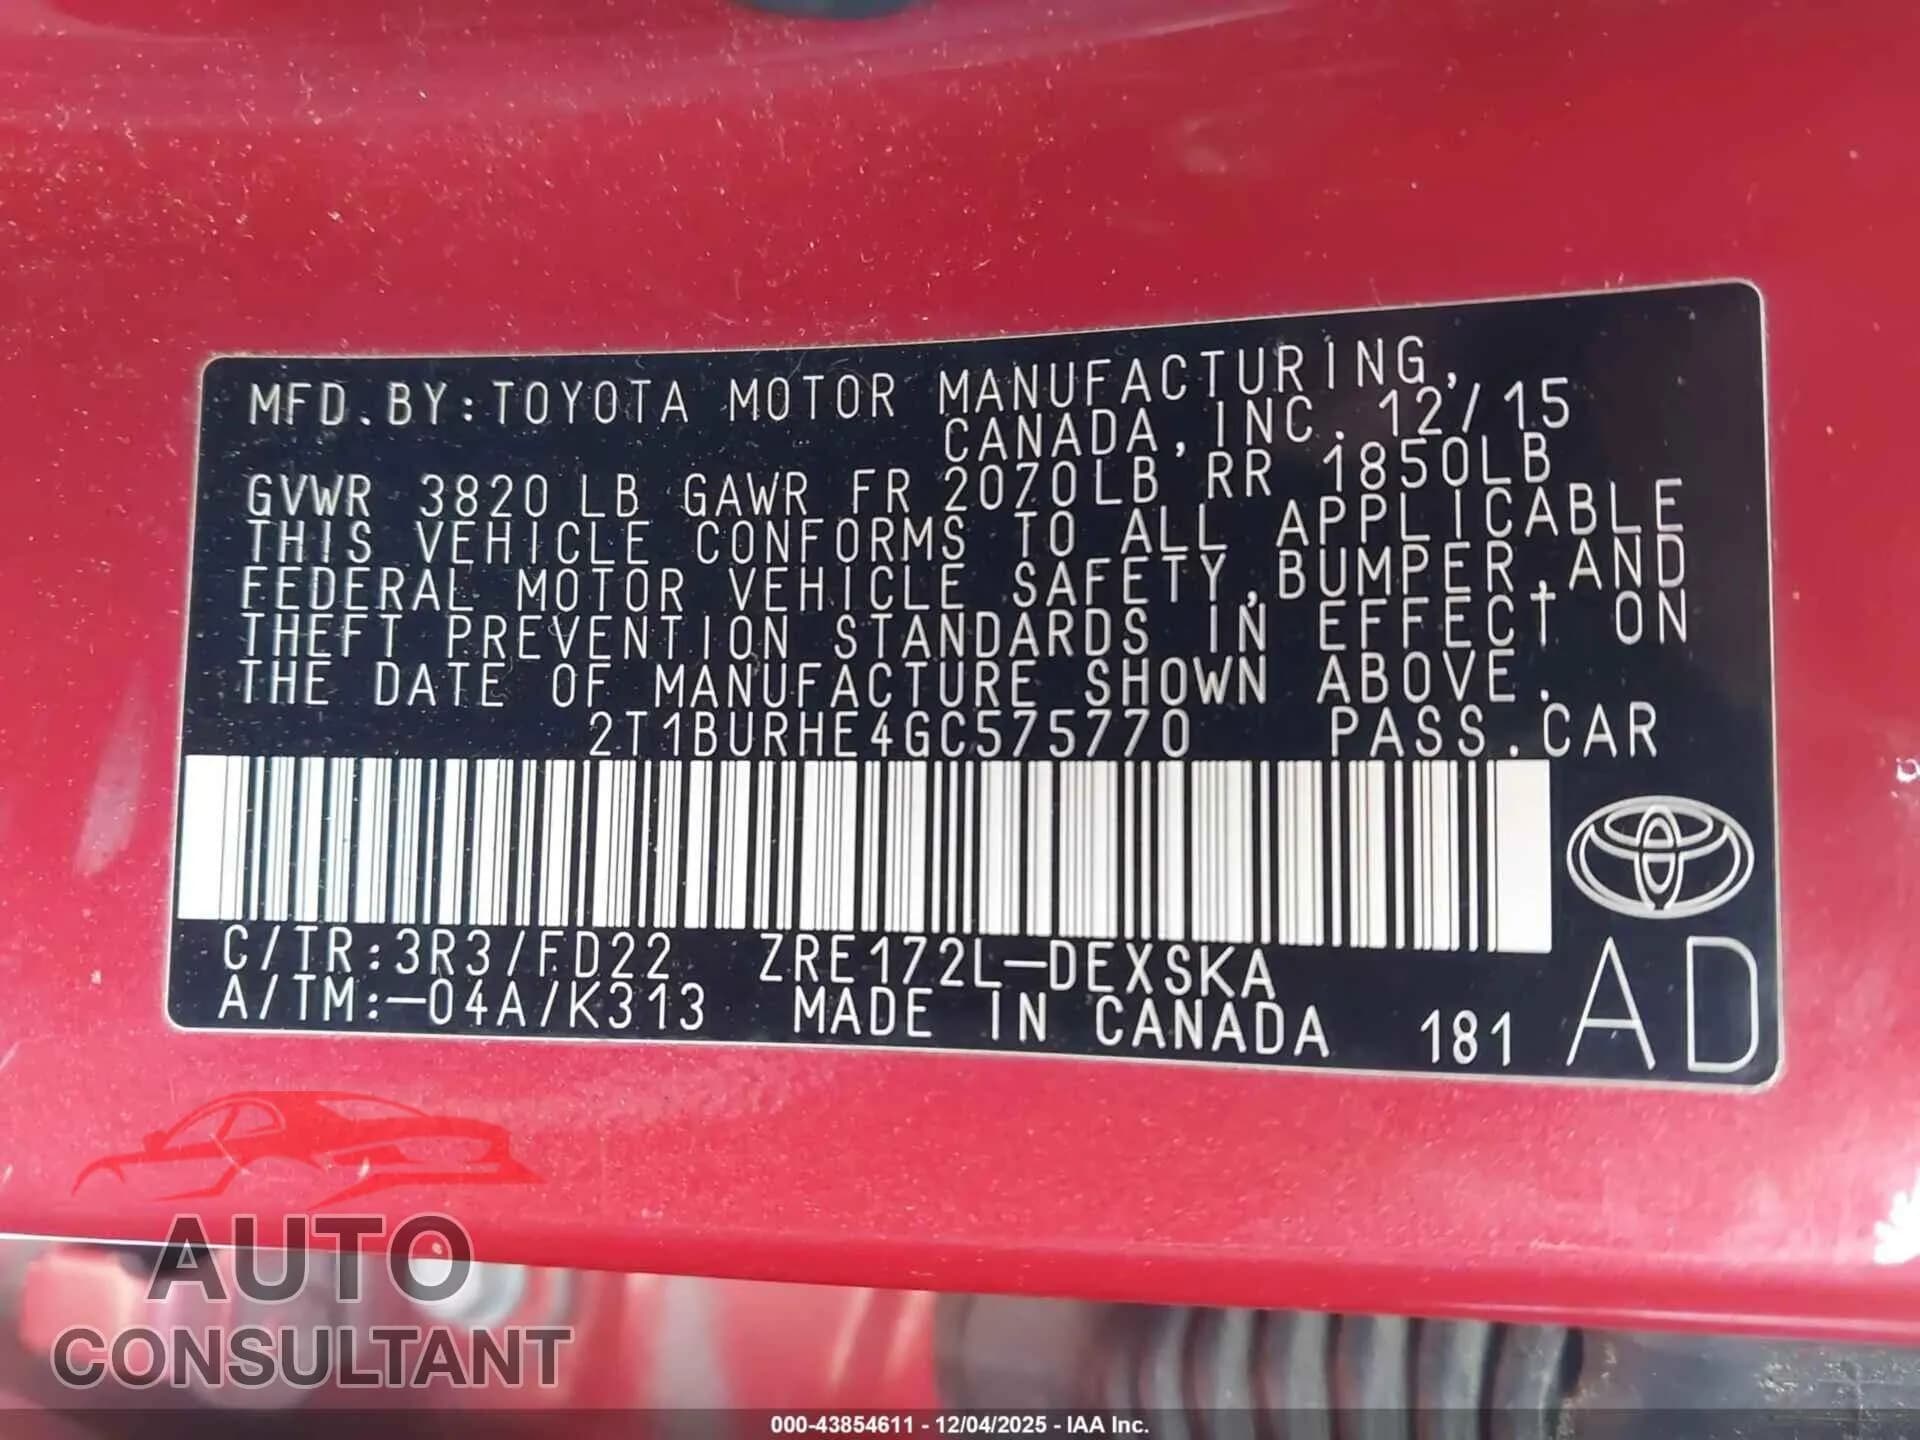 MFD.BY:TOYOTA MOTOR MANUFACTURING,
CANADA,INC. 12/15
GVWR 3820 LB GAWR FR 2070LB RR 1850LB
THIS VEHICLE CONFORMS TO ALL APPLICABLE
FEDERAL MOTOR VEHICLE SAFETY,BUMPER,AND
THEFT PREVENTION STANDARDS IN EFFECT ON
THE DATE OF MANUFACTURE SHOWN ABOVE.
2T1BURHE4GC575770 PASS.CAR
C/TR:3R3/FD22 ZRE172L-DEXSKA
A/TM:-04A/K313 MADE IN CANADA 181 AD
AUTO
CONSULTANT
000-43854611 - 12/04/2025 - IAA Inc.